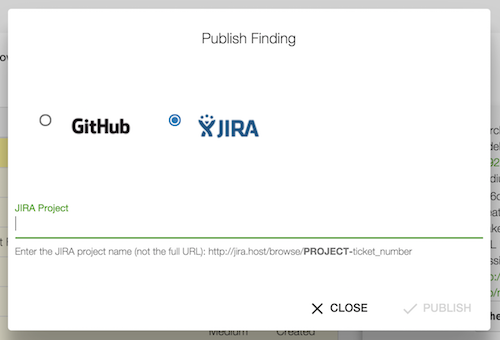 Publish Finding
GitHub
JIRA
JIRA Project
Enter the JIRA project name (not the full URL): http://jira.host/browse/PROJECT-ticket_number
CLOSE
PUBLISH
Medium Created